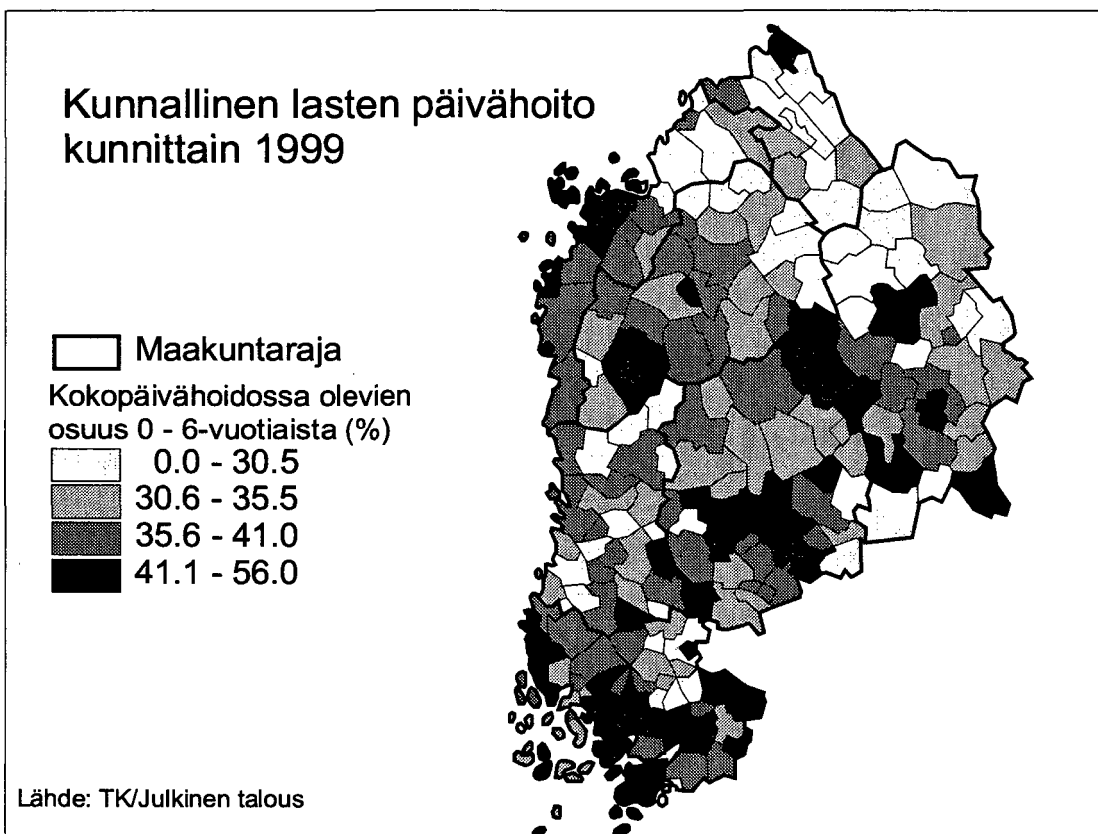 Kunnallinen lasten päivähoito
kunnittain 1999
Maakuntaraja
Kokopäivähoidossa olevien
osuus 0 - 6-vuotiaista (%)
0.0 - 30.5
30.6 - 35.5
35.6 - 41.0
41.1 - 56.0
Lähde: TK/Julkinen talous